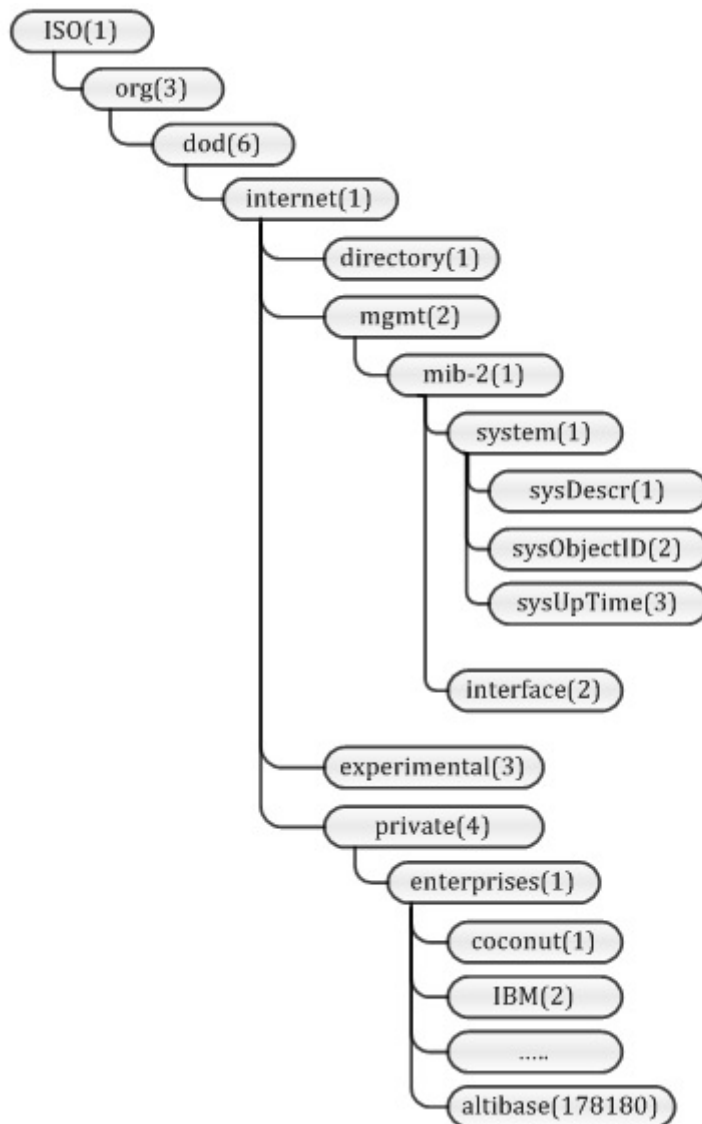 ISO(1)
org(3)
dod(6)
internet(1)
directory(1)
mgmt(2)
mib-2(1)
system(1)
sysDescr(1)
sysObjectID(2)
sysUpTime(3)
interface(2)
experimental(3)
private(4)
enterprises(1)
coconut(1)
IBM(2)
.....
altibase(178180)